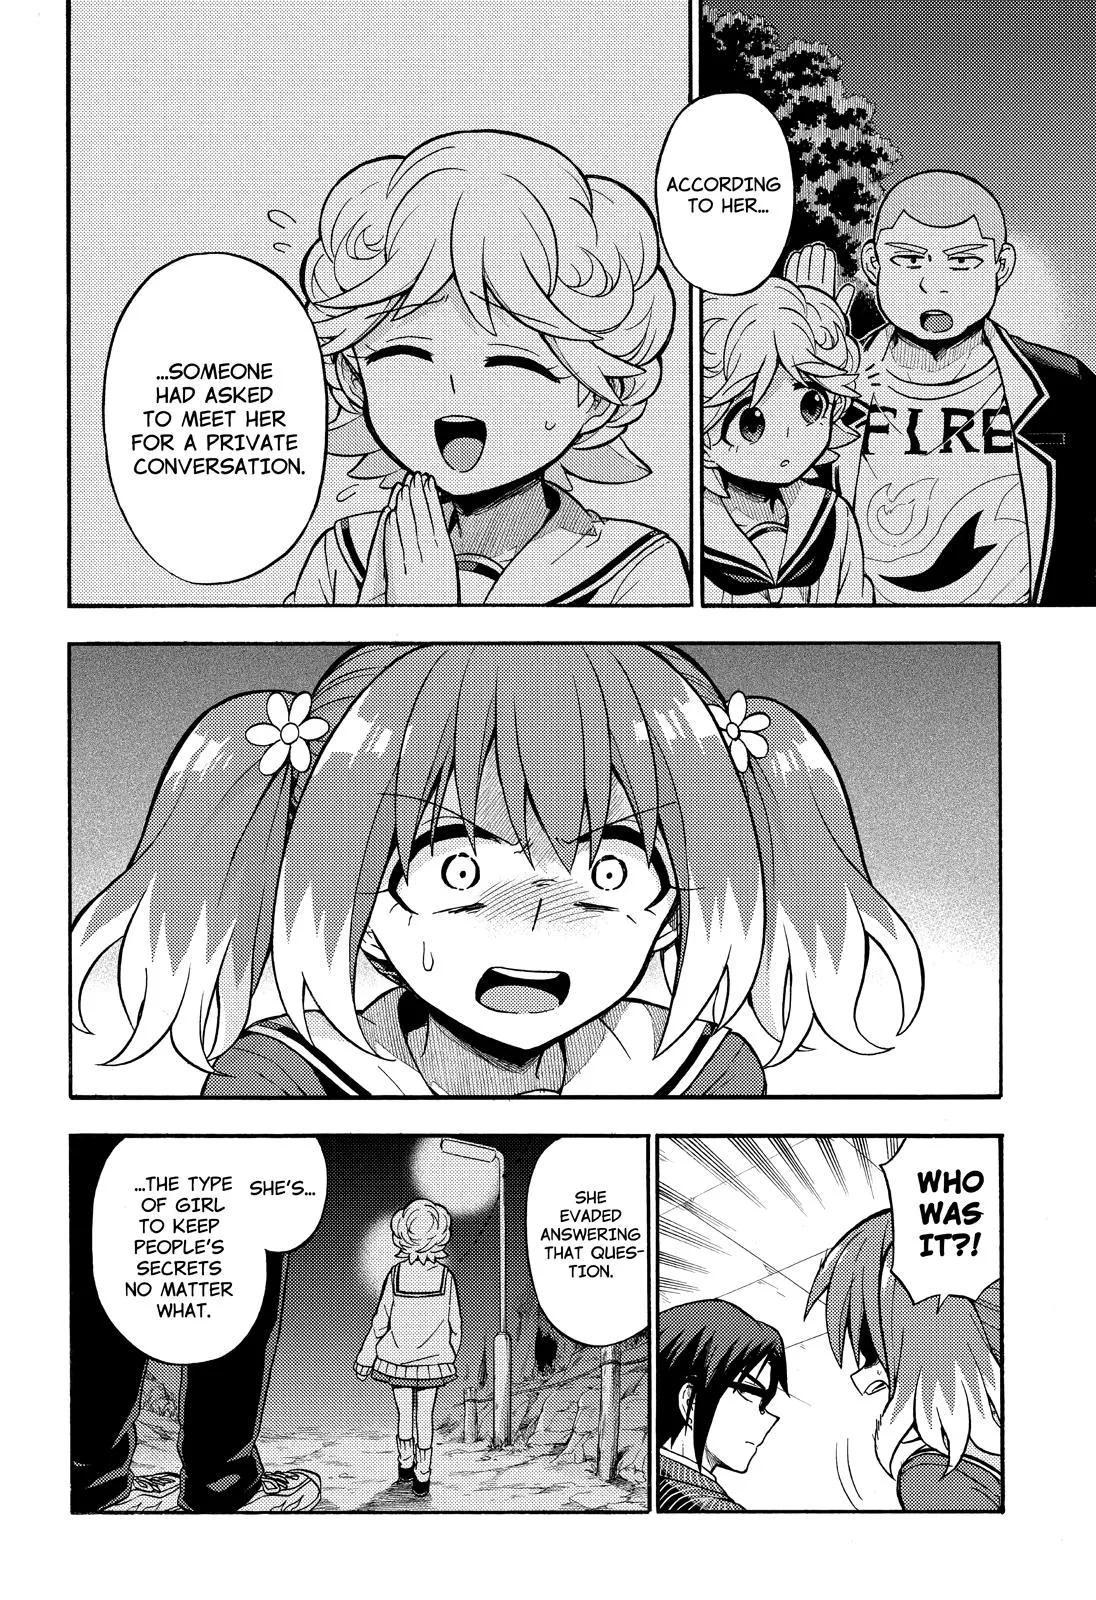 ACCORDING
TO HER...
FIRE
...SOMEONE
HAD ASKED
TO MEET HER
FOR A PRIVATE
CONVERSATION.
WHO
WAS
IT?!
SHE
EVADED
ANSWERING
THAT QUES-
TION.
SHE'S...
...THE TYPE
OF GIRL
TO KEEP
PEOPLE'S
SECRETS
NO MATTER
WHAT.